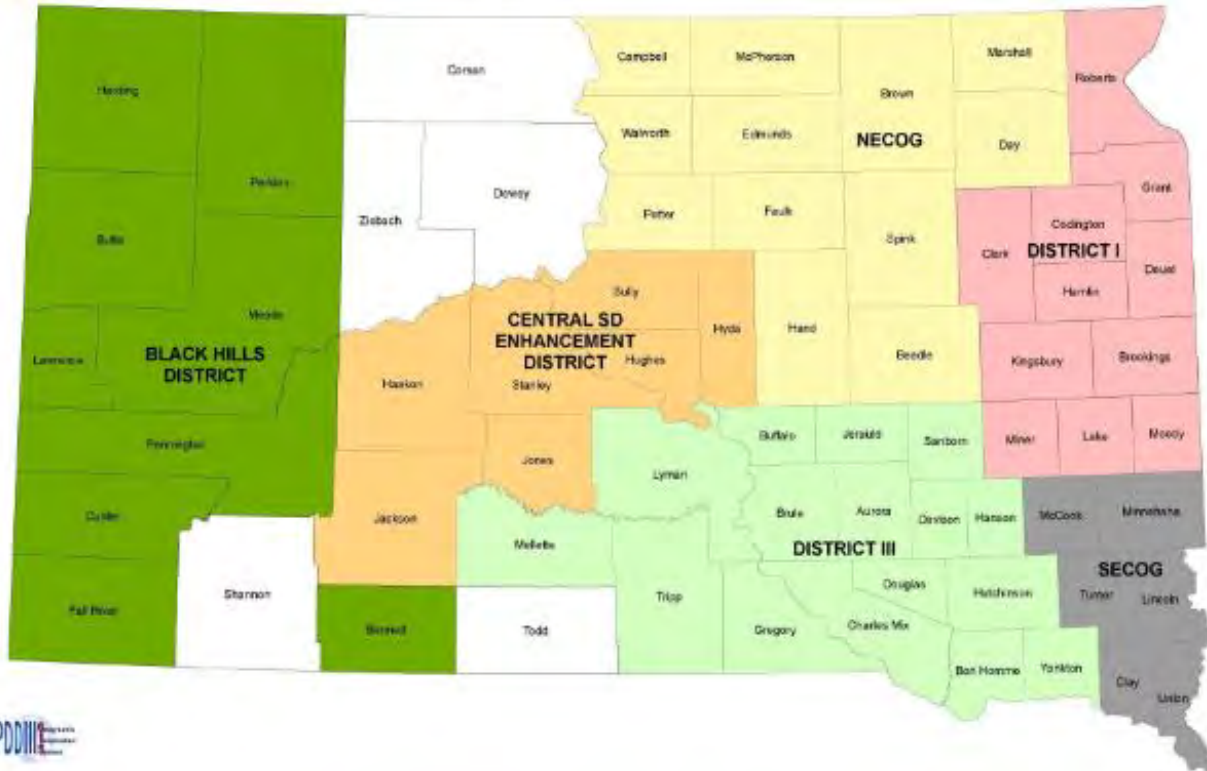 Harding
Perkins
Corson
Campbell
McPherson
Brown
Marshall
Roberts
Walworth
Edmunds
NECOG
Day
Grant
Butte
Ziebach
Dewey
Potter
Faulk
Spink
Clark
Codington
DISTRICT I
Deuel
Hamlin
Meade
Lawrence
BLACK HILLS
DISTRICT
Sully
CENTRAL SD
ENHANCEMENT
DISTRICT
Hughes
Stanley
Hyde
Hand
Beedle
Kingsbury
Brookings
Haakon
Pennington
Jones
Lyman
Buffalo
Jerauld
Sanborn
Miner
Lake
Moody
Custer
Jackson
Mellette
Brule
Aurora
Davison
Hanson
McCook
Minnehaha
DISTRICT III
SECOG
Fall River
Shannon
Bennett
Todd
Tripp
Gregory
Douglas
Charles Mix
Hutchinson
Turner
Lincoln
Bon Homme
Yankton
Clay
Union
PDDIII